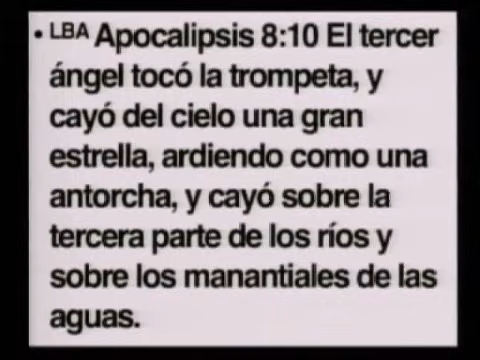 • LBA Apocalipsis 8:10 El tercer
ángel tocó la trompeta, y
cayó del cielo una gran
estrella, ardiendo como una
antorcha, y cayó sobre la
tercera parte de los ríos y
sobre los manantiales de las
aguas.